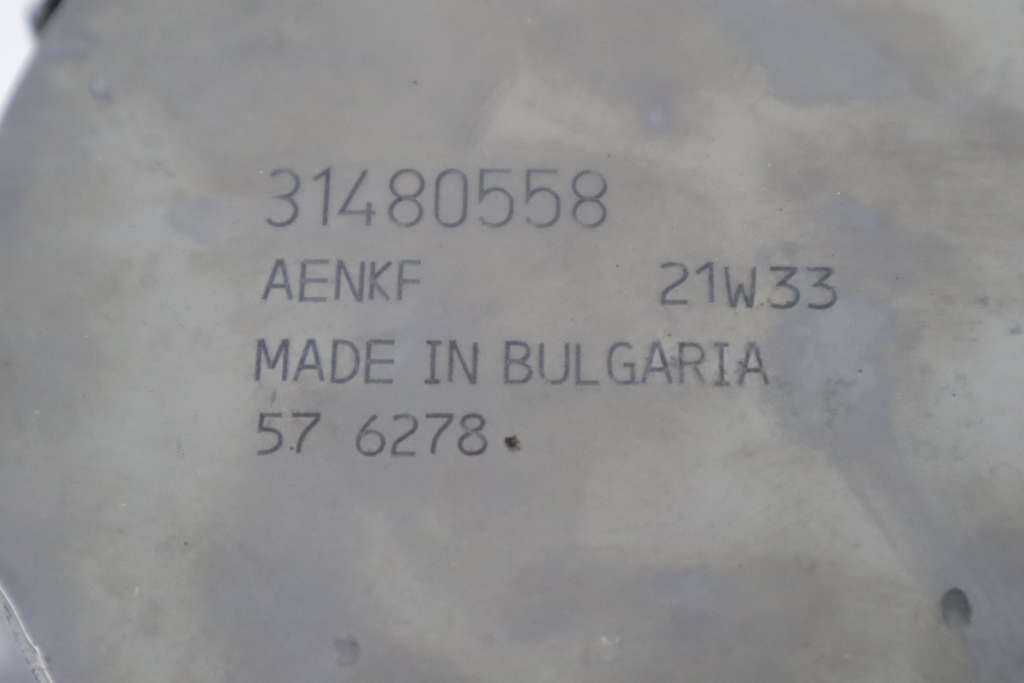 31480558
AENKF 21W33
MADE IN BULGARIA
57 6278